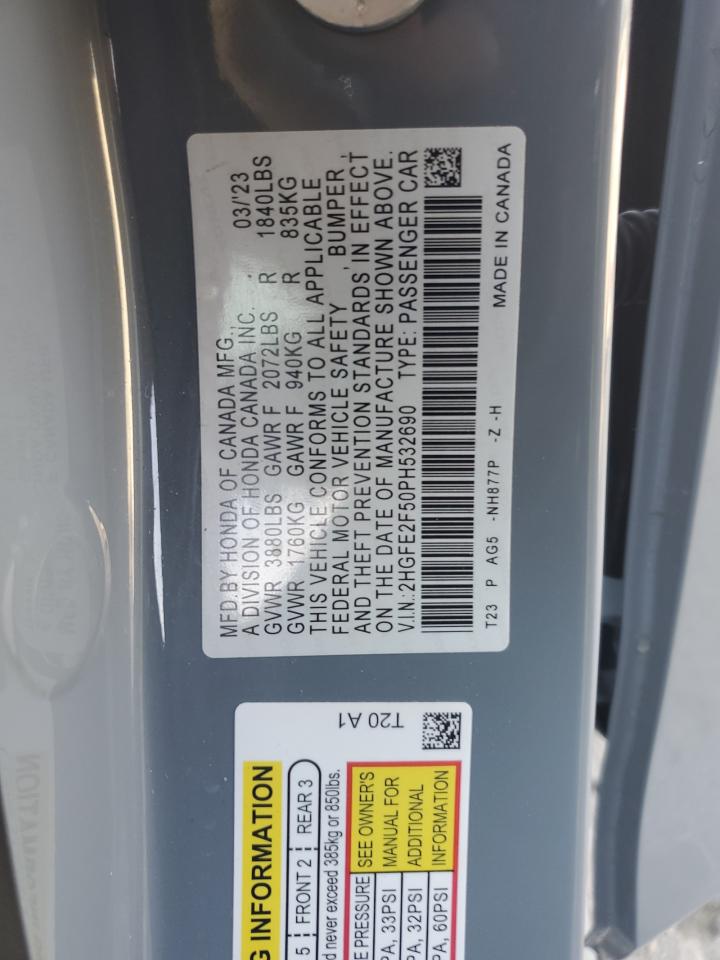 MFD.BY HONDA OF CANADA MFG.,
A DIVISION OF HONDA CANADA INC. 03/'23
GVWR 3880LBS GAWR F 2072LBS R 1840LBS
GVWR 1760KG GAWR F 940KG R 835KG
THIS VEHICLE CONFORMS TO ALL APPLICABLE
FEDERAL MOTOR VEHICLE SAFETY , BUMPER,
AND THEFT PREVENTION STANDARDS, IN EFFECT
ON THE DATE OF MANUFACTURE SHOWN ABOVE.
V.I.N.:2HGFE2F50PH532690 TYPE: PASSENGER CAR
T23 P AG5 -NH877P -Z -H MADE IN CANADA
T20 A1
G INFORMATION
5 FRONT 2 REAR 3
d never exceed 385kg or 850lbs.
E PRESSURE SEE OWNER'S
PA, 33PSI MANUAL FOR
PA, 32PSI ADDITIONAL
PA, 60PSI INFORMATION